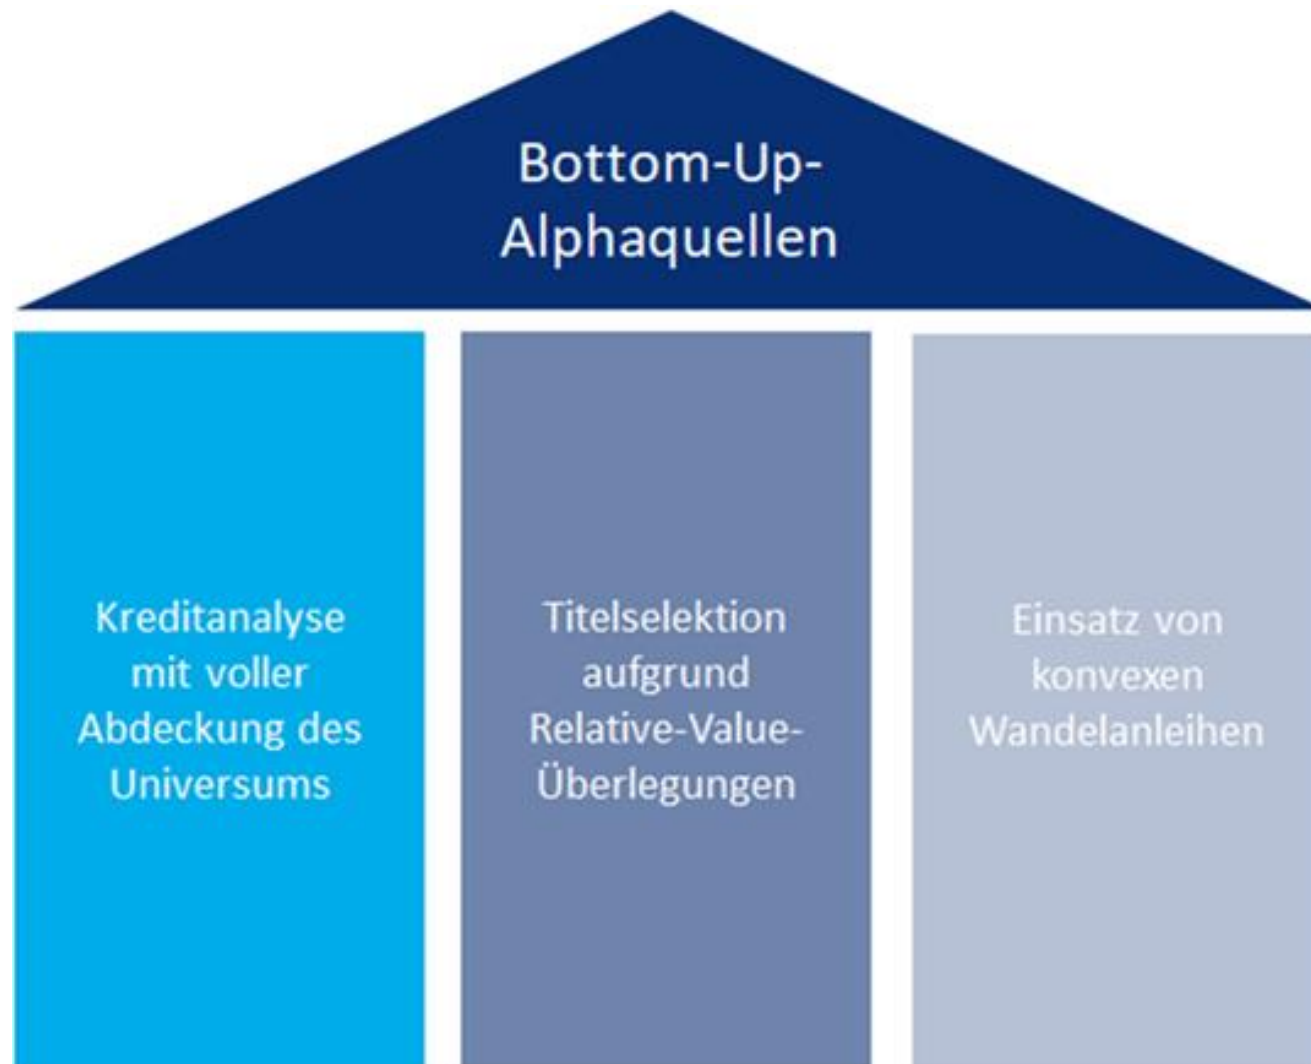 Bottom-Up-
Alphaquellen
Kreditanalyse
mit voller
Abdeckung des
Universums
Titelselektion
aufgrund
Relative-Value-
Überlegungen
Einsatz von
konvexen
Wandelanleihen